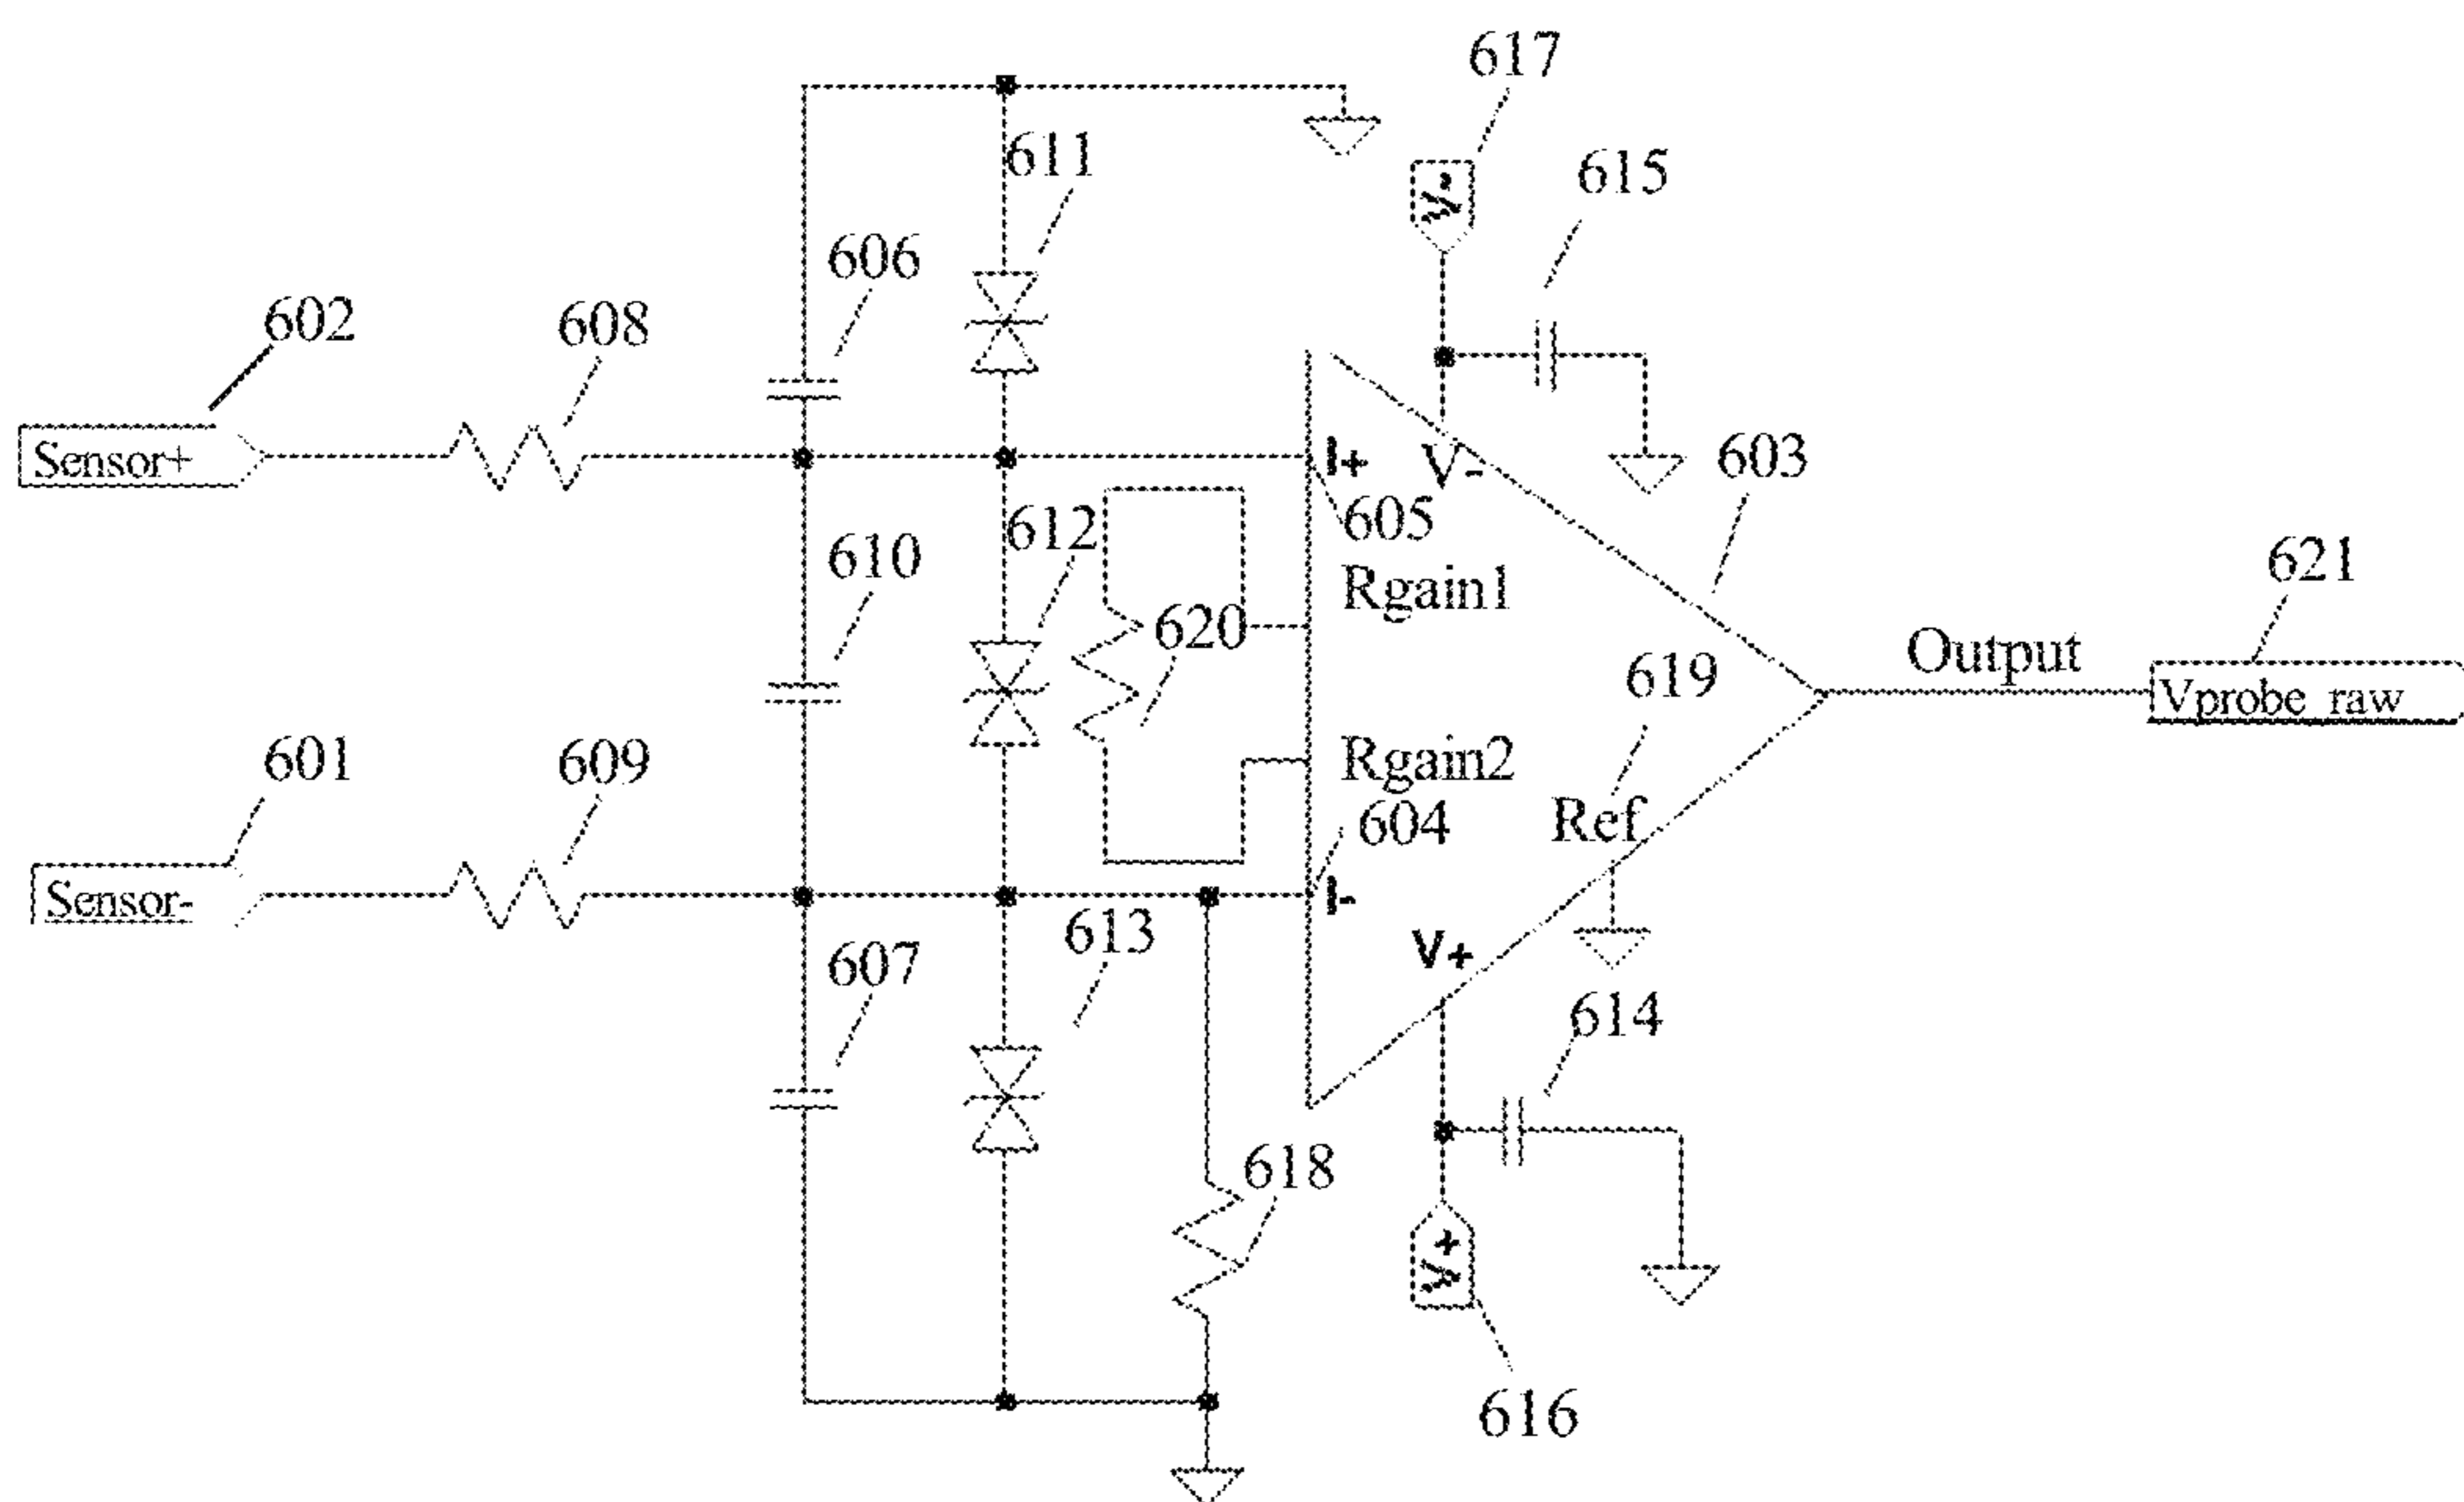 617
611
615
606
602
608
V-
Sensor+
I+
V-
603
605
612
610
Rgain1
621
620
619
Output
Vprobe_raw
601
609
Rgain2
604
Ref
Sensor-
I-
613
V+
607
614
618
V+
616